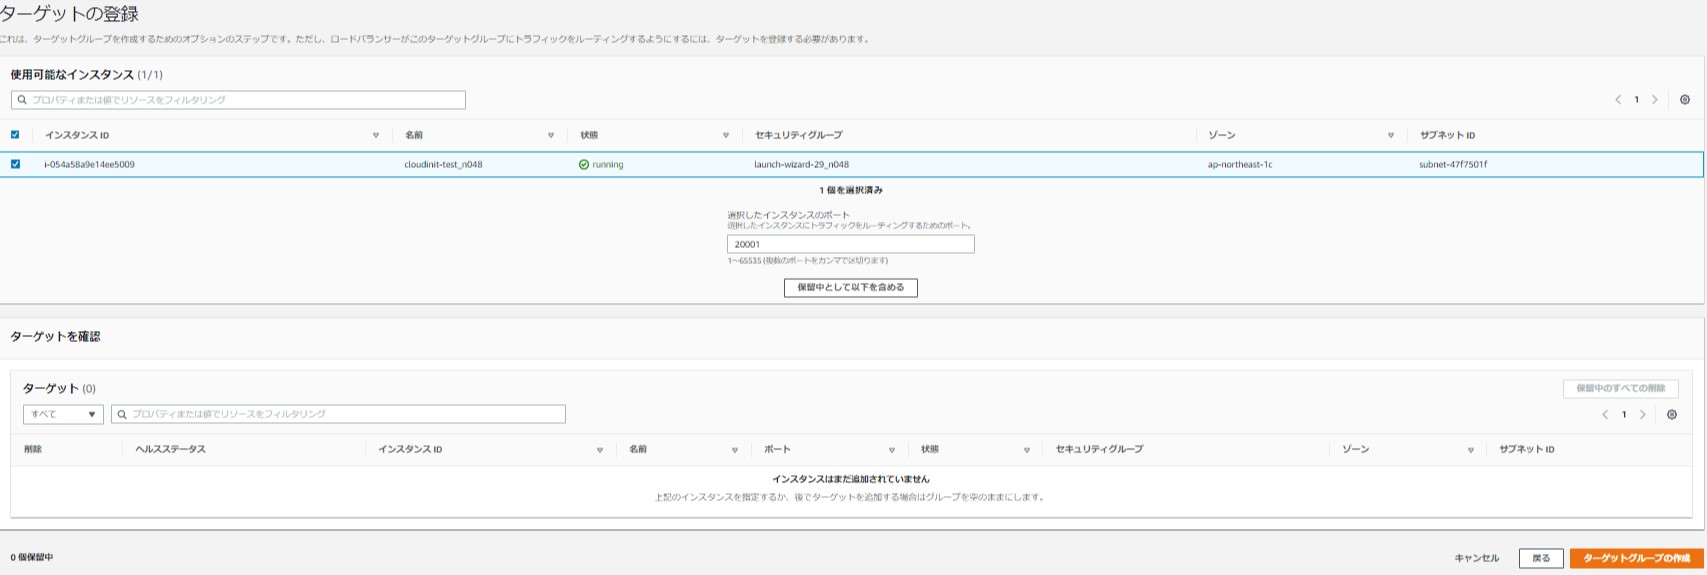 ターゲットの登録
これは、ターゲットグループを作成するためのオプションのステップです。ただし、ロードバランサーがこのターゲットグループにトラフィックをルーティングするようにするには、ターゲットを登録する必要があります。
使用可能なインスタンス (1/1)
プロパティまたは値でリソースをフィルタリング
1
インスタンス ID 名前 状態 セキュリティグループ ゾーン サブネット ID
i-054a58a9e14ee5009 cloudinit-test_n048 running launch-wizard-29_n048 ap-northeast-1c subnet-47f7501f
1 個を選択済み
選択したインスタンスのポート
選択したインスタンスにトラフィックをルーティングするためのポート。
20001
1～65535 (複数のポートをカンマで区切ります)
保留中として以下を含める
ターゲットを確認
ターゲット (0)
保留中のすべての削除
すべて プロパティまたは値でリソースをフィルタリング
1
削除 ヘルスステータス インスタンス ID 名前 ポート 状態 セキュリティグループ ゾーン サブネット ID
インスタンスはまだ追加されていません
上記のインスタンスを指定するか、後でターゲットを追加する場合はグループを空のままにします。
0 個保留中
キャンセル 戻る ターゲットグループの作成